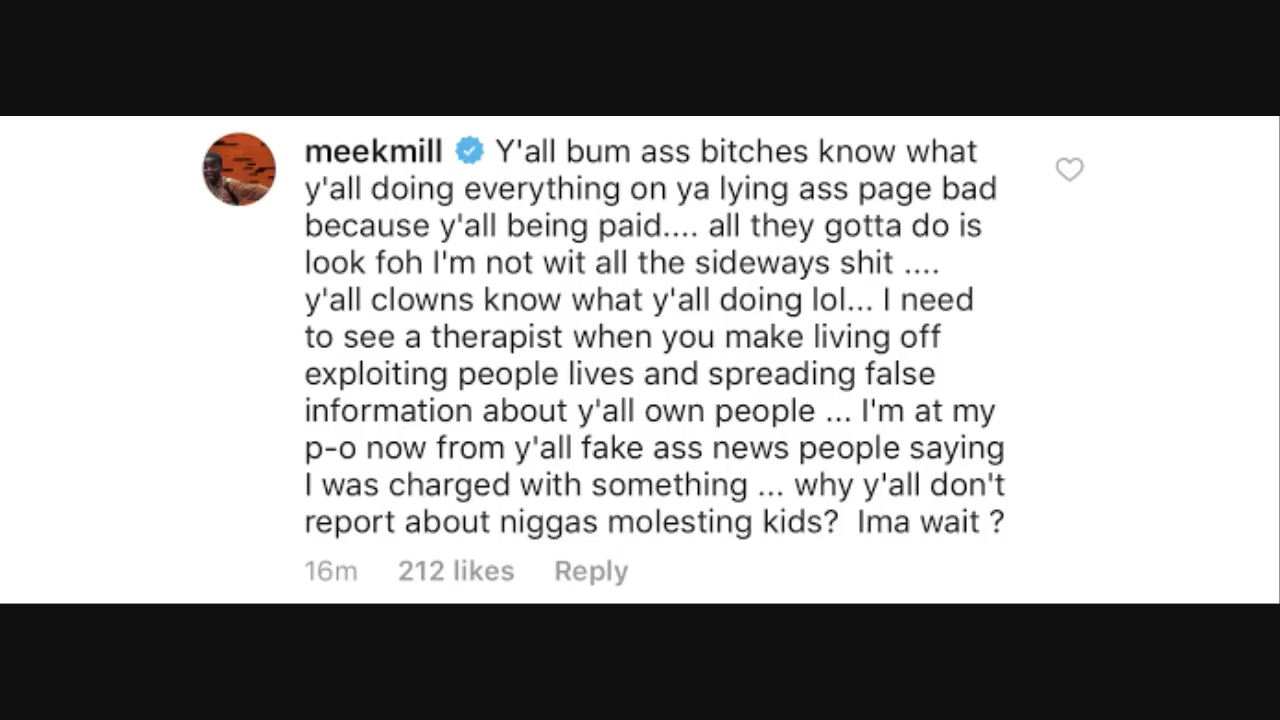 meekmill Y'all bum ass bitches know what
y'all doing everything on ya lying ass page bad
because y'all being paid.... all they gotta do is
look foh I'm not wit all the sideways shit ....
y'all clowns know what y'all doing lol... I need
to see a therapist when you make living off
exploiting people lives and spreading false
information about y'all own people ... I'm at my
p-o now from y'all fake ass news people saying
I was charged with something ... why y'all don't
report about niggas molesting kids?  Ima wait ?
16m 212 likes Reply